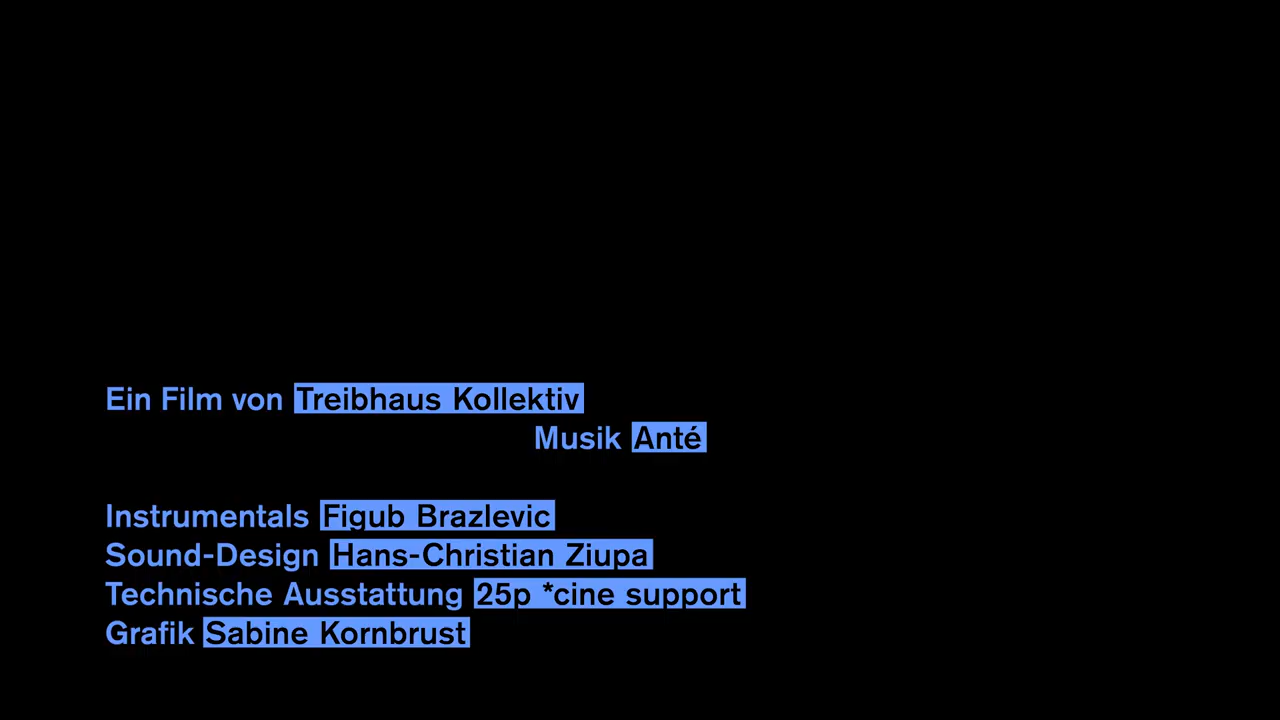 Ein Film von Treibhaus Kollektiv
Musik Anté
Instrumentals Figub Brazlevic
Sound-Design Hans-Christian Ziupa
Technische Ausstattung 25p *cine support
Grafik Sabine Kornbrust